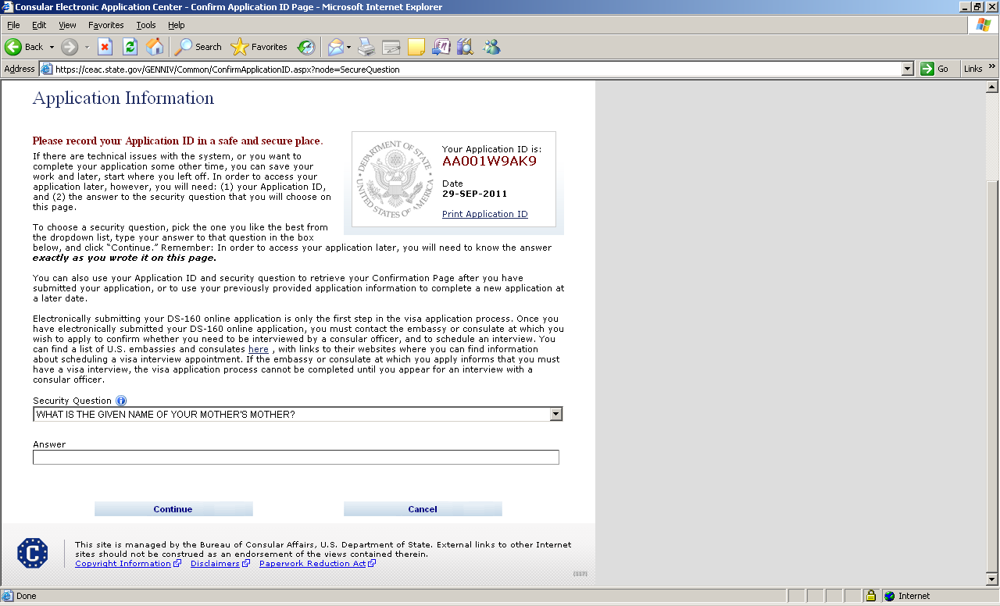 Consular Electronic Application Center - Confirm Application ID Page - Microsoft Internet Explorer
File Edit View Favorites Tools Help
Back Search Favorites
Address https://ceac.state.gov/GENNIV/Common/ConfirmApplicationID.aspx?node=SecureQuestion Go Links »
Application Information
Please record your Application ID in a safe and secure place.
If there are technical issues with the system, or you want to
complete your application some other time, you can save your
work and later, start where you left off. In order to access your
application later, however, you will need: (1) your Application ID,
and (2) the answer to the security question that you will choose on
this page.
DEPARTMENT OF STATE
UNITED STATES OF AMERICA
Your Application ID is:
AA001W9AK9
Date
29-SEP-2011
Print Application ID
To choose a security question, pick the one you like the best from
the dropdown list, type your answer to that question in the box
below, and click “Continue.” Remember: In order to access your application later, you will need to know the answer
exactly as you wrote it on this page.
You can also use your Application ID and security question to retrieve your Confirmation Page after you have
submitted your application, or to use your previously provided application information to complete a new application at
a later date.
Electronically submitting your DS-160 online application is only the first step in the visa application process. Once you
have electronically submitted your DS-160 online application, you must contact the embassy or consulate at which you
wish to apply to confirm whether you need to be interviewed by a consular officer, and to schedule an interview. You
can find a list of U.S. embassies and consulates here , with links to their websites where you can find information
about scheduling a visa interview appointment. If the embassy or consulate at which you apply informs that you must
have a visa interview, the visa application process cannot be completed until you appear for an interview with a
consular officer.
Security Question
WHAT IS THE GIVEN NAME OF YOUR MOTHER'S MOTHER?
Answer
Continue Cancel
C
This site is managed by the Bureau of Consular Affairs, U.S. Department of State. External links to other Internet
sites should not be construed as an endorsement of the views contained therein.
Copyright Information Disclaimers Paperwork Reduction Act
(117)
Done Internet